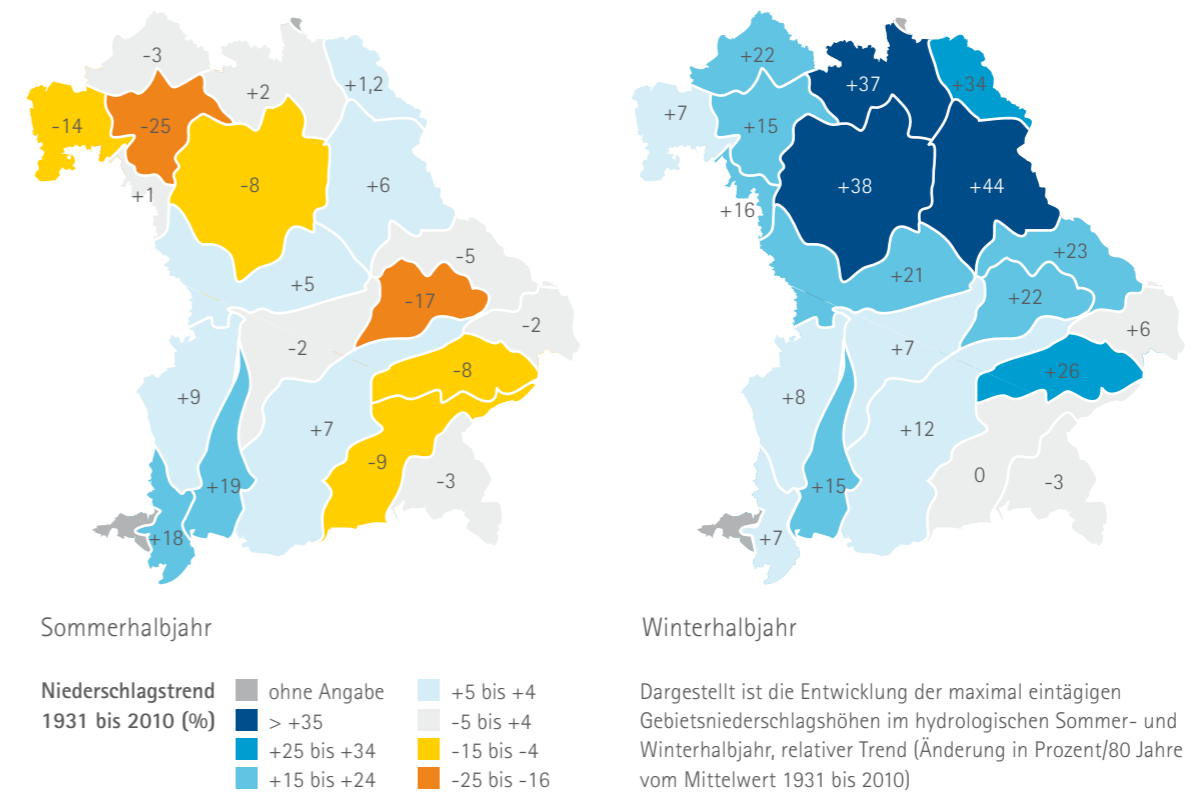 -3
+2
+1,2
-14
-25
+1
-8
+6
+5
-5
-17
-2
-2
-8
+9
+7
-9
-3
+19
+18
+22
+37
+34
+7
+15
+16
+38
+44
+21
+23
+22
+6
+7
+26
+8
+12
0
-3
+15
+7
Sommerhalbjahr
Winterhalbjahr
Niederschlagstrend
1931 bis 2010 (%)
ohne Angabe
> +35
+25 bis +34
+15 bis +24
+5 bis +4
-5 bis +4
-15 bis -4
-25 bis -16
Dargestellt ist die Entwicklung der maximal eintägigen
Gebietsniederschlagshöhen im hydrologischen Sommer- und
Winterhalbjahr, relativer Trend (Änderung in Prozent/80 Jahre
vom Mittelwert 1931 bis 2010)